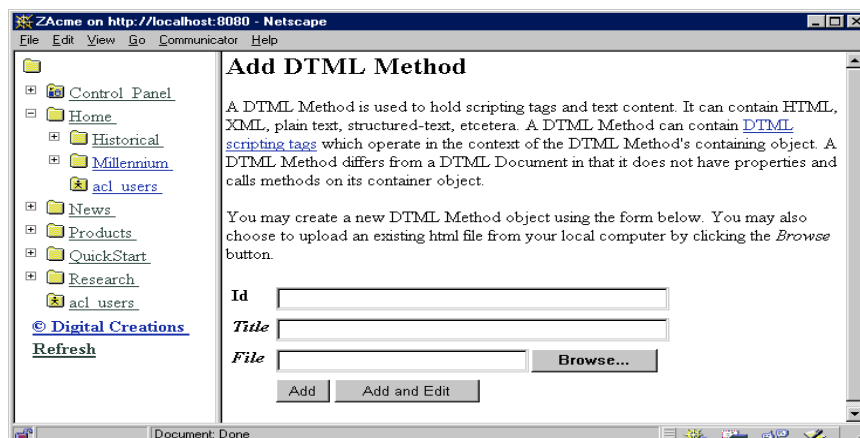 ZAcme on http://localhost:8080 - Netscape
File Edit View Go Communicator Help
Control_Panel
Home
Historical
Millennium
acl_users
News
Products
QuickStart
Research
acl_users
© Digital Creations
Refresh
Add DTML Method
A DTML Method is used to hold scripting tags and text content. It can contain HTML,
XML, plain text, structured-text, etcetera. A DTML Method can contain DTML
scripting tags which operate in the context of the DTML Method's containing object. A
DTML Method differs from a DTML Document in that it does not have properties and
calls methods on its container object.
You may create a new DTML Method object using the form below. You may also
choose to upload an existing html file from your local computer by clicking the Browse
button.
Id
Title
File Browse...
Add Add and Edit
Document: Done